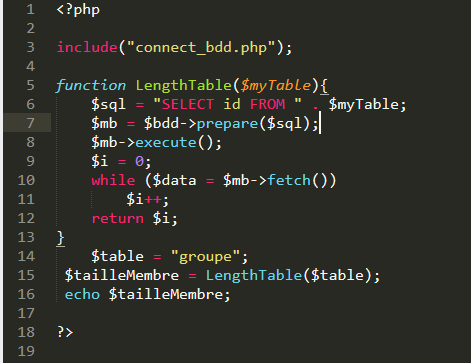 1 <?php
2
3 include("connect_bdd.php");
4
5 function LengthTable($myTable){
6 $sql = "SELECT id FROM " . $myTable;
7 $mb = $bdd->prepare($sql);
8 $mb->execute();
9 $i = 0;
10 while ($data = $mb->fetch())
11 $i++;
12 return $i;
13 }
14 $table = "groupe";
15 $tailleMembre = LengthTable($table);
16 echo $tailleMembre;
17
18 ?>
19